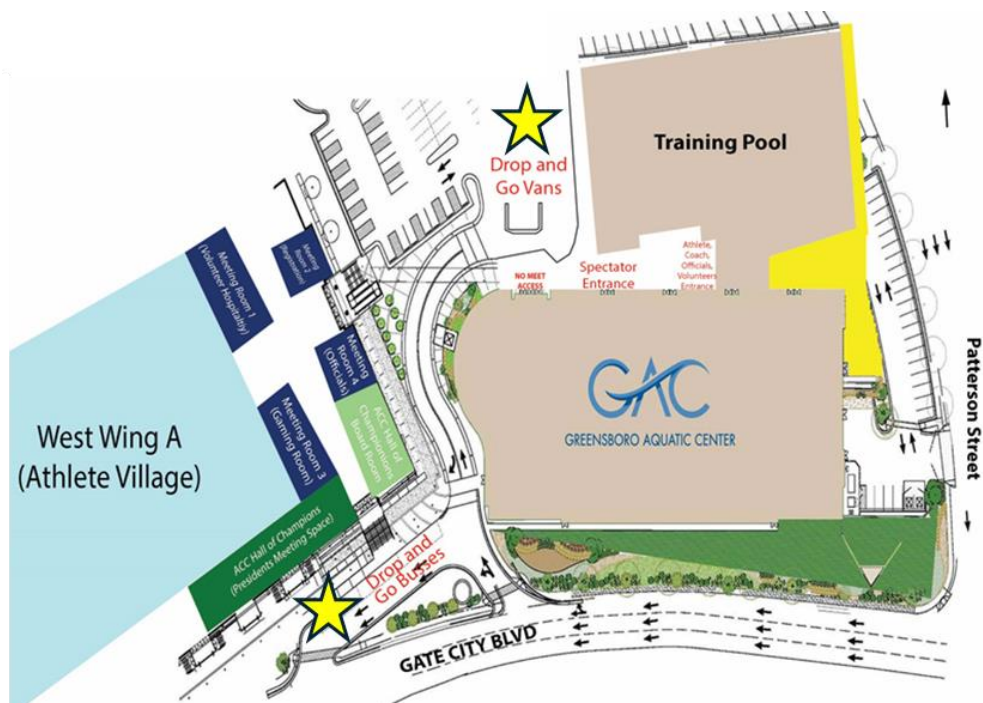 Training Pool
Drop and
Go Vans
Meeting
Room 2
(Registration)
Meeting Room 1
(Volunteer Hospitalby)
NO MEET
ACCESS
Spectator
Entrance
Athlete,
Coach,
Officials,
Volunteers
Entrance
Meeting
Room 4
(Officials)
GAC
GREENSBORO AQUATIC CENTER
Patterson Street
Meeting Room 3
(Gaming Room)
ACC Hall of
Championions
Board Room
West Wing A
(Athlete Village)
ACC Hall of Champions
(Presidents Meeting Space)
Drop and
Go Busses
GATE CITY BLVD